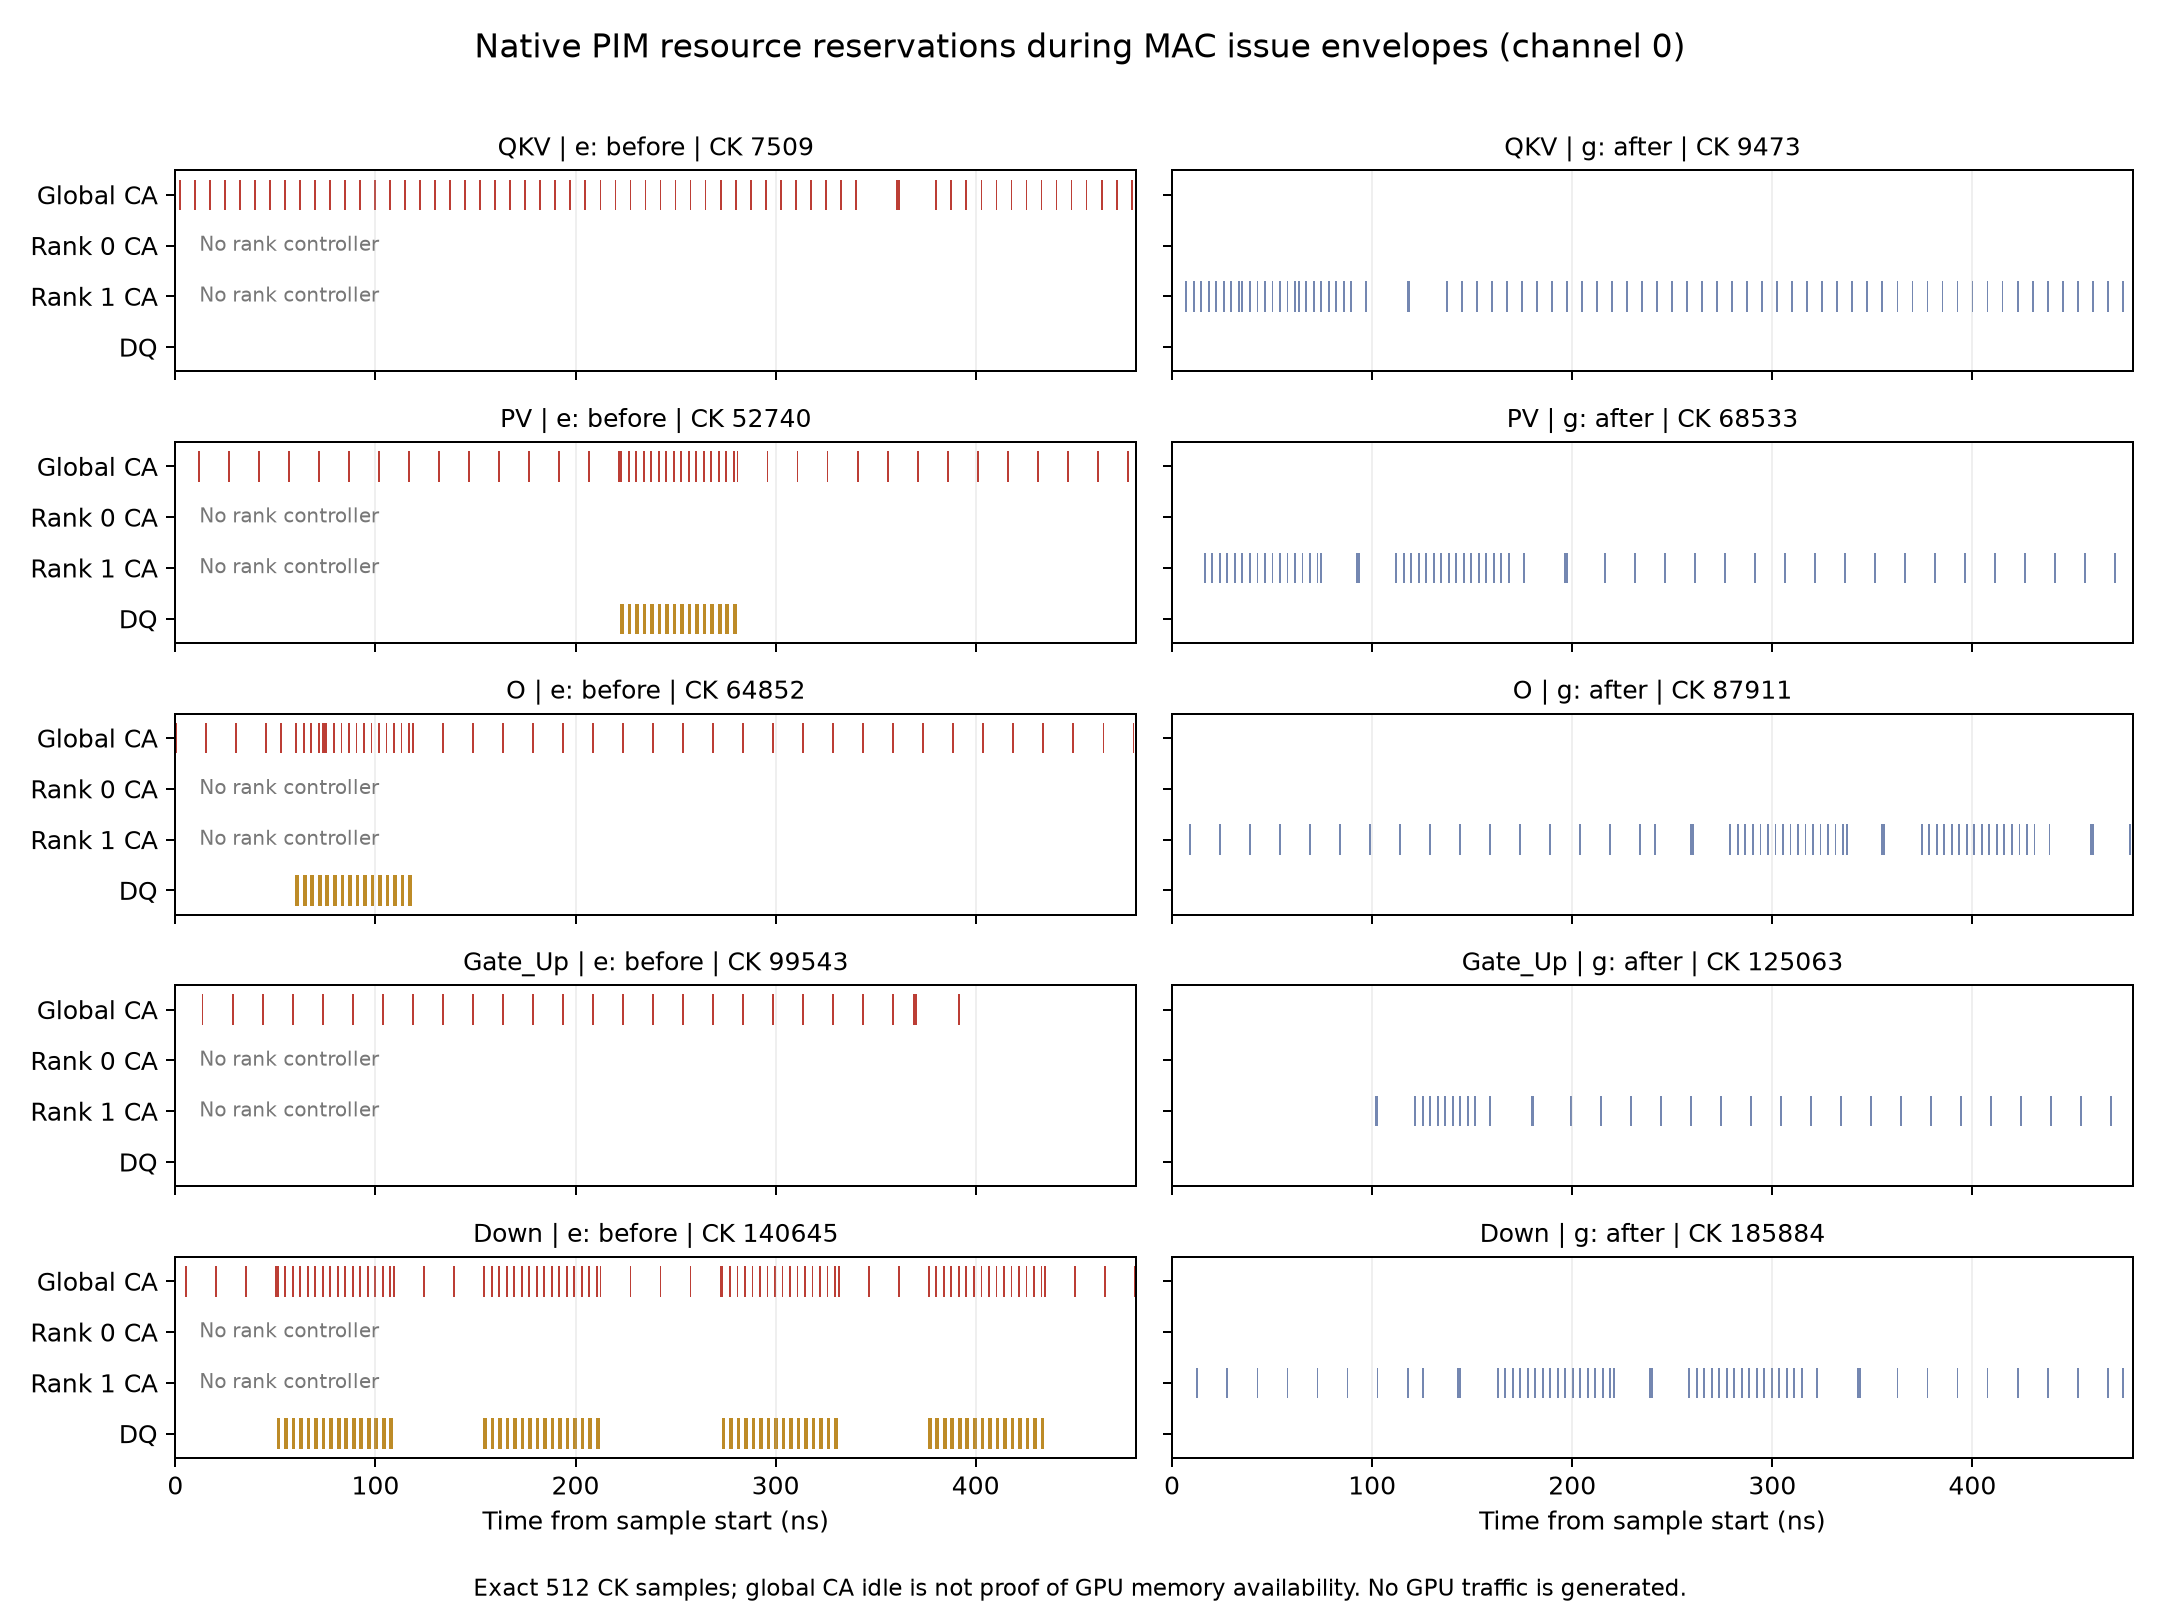 Native PIM resource reservations during MAC issue envelopes (channel 0)
QKV | e: before | CK 7509
QKV | g: after | CK 9473
Global CA
Rank 0 CA
No rank controller
Rank 1 CA
No rank controller
DQ
PV | e: before | CK 52740
PV | g: after | CK 68533
Global CA
Rank 0 CA
No rank controller
Rank 1 CA
No rank controller
DQ
O | e: before | CK 64852
O | g: after | CK 87911
Global CA
Rank 0 CA
No rank controller
Rank 1 CA
No rank controller
DQ
Gate_Up | e: before | CK 99543
Gate_Up | g: after | CK 125063
Global CA
Rank 0 CA
No rank controller
Rank 1 CA
No rank controller
DQ
Down | e: before | CK 140645
Down | g: after | CK 185884
Global CA
Rank 0 CA
No rank controller
Rank 1 CA
No rank controller
DQ
0 100 200 300 400
0 100 200 300 400
Time from sample start (ns)
Time from sample start (ns)
Exact 512 CK samples; global CA idle is not proof of GPU memory availability. No GPU traffic is generated.